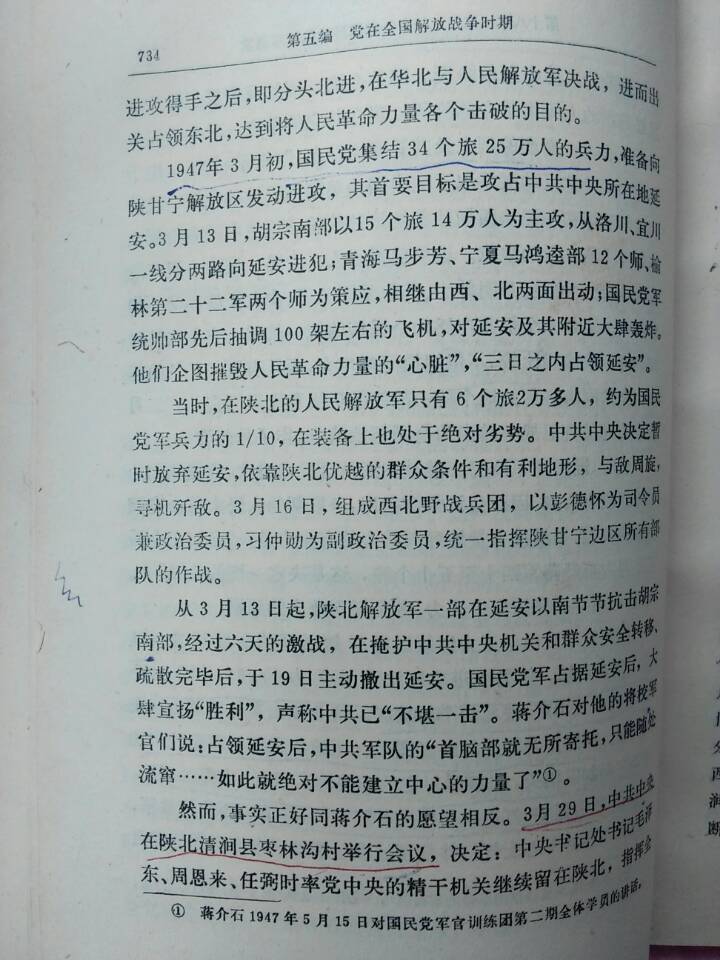 734
第五编 党在全国解放战争时期
进攻得手之后,即分头北进,在华北与人民解放军决战,进而出
关占领东北,达到将人民革命力量各个击破的目的。
1947年3月初,国民党集结34个旅25万人的兵力,准备向
陕甘宁解放区发动进攻,其首要目标是攻占中共中央所在地延
安。3月13日,胡宗南部以15个旅14万人为主攻,从洛川、宜川
一线分两路向延安进犯;青海马步芳、宁夏马鸿逵部12个师、榆
林第二十二军两个师为策应,相继由西、北两面出动;国民党军
统帅部先后抽调100架左右的飞机,对延安及其附近大肆轰炸。
他们企图摧毁人民革命力量的“心脏”,“三日之内占领延安”。
当时,在陕北的人民解放军只有6个旅2万多人,约为国民
党军兵力的1/10,在装备上也处于绝对劣势。中共中央决定暂
时放弃延安,依靠陕北优越的群众条件和有利地形,与敌周旋,
寻机歼敌。3月16日,组成西北野战兵团,以彭德怀为司令员
兼政治委员,习仲勋为副政治委员,统一指挥陕甘宁边区所有部
队的作战。
从3月13日起,陕北解放军一部在延安以南节节抗击胡宗
南部,经过六天的激战,在掩护中共中央机关和群众安全转移、
疏散完毕后,于19日主动撤出延安。国民党军占据延安后,大
肆宣扬“胜利”,声称中共已“不堪一击”。蒋介石对他的将校军
官们说:占领延安后,中共军队的“首脑部就无所寄托,只能随处
流窜……如此就绝对不能建立中心的力量了”①。
然而,事实正好同蒋介石的愿望相反。3月29日,中共中央
在陕北清涧县枣林沟村举行会议,决定:中央书记处书记毛泽
东、周恩来、任弼时率党中央的精干机关继续留在陕北,指挥全
① 蒋介石1947年5月15日对国民党军官训练团第二期全体学员的讲话。